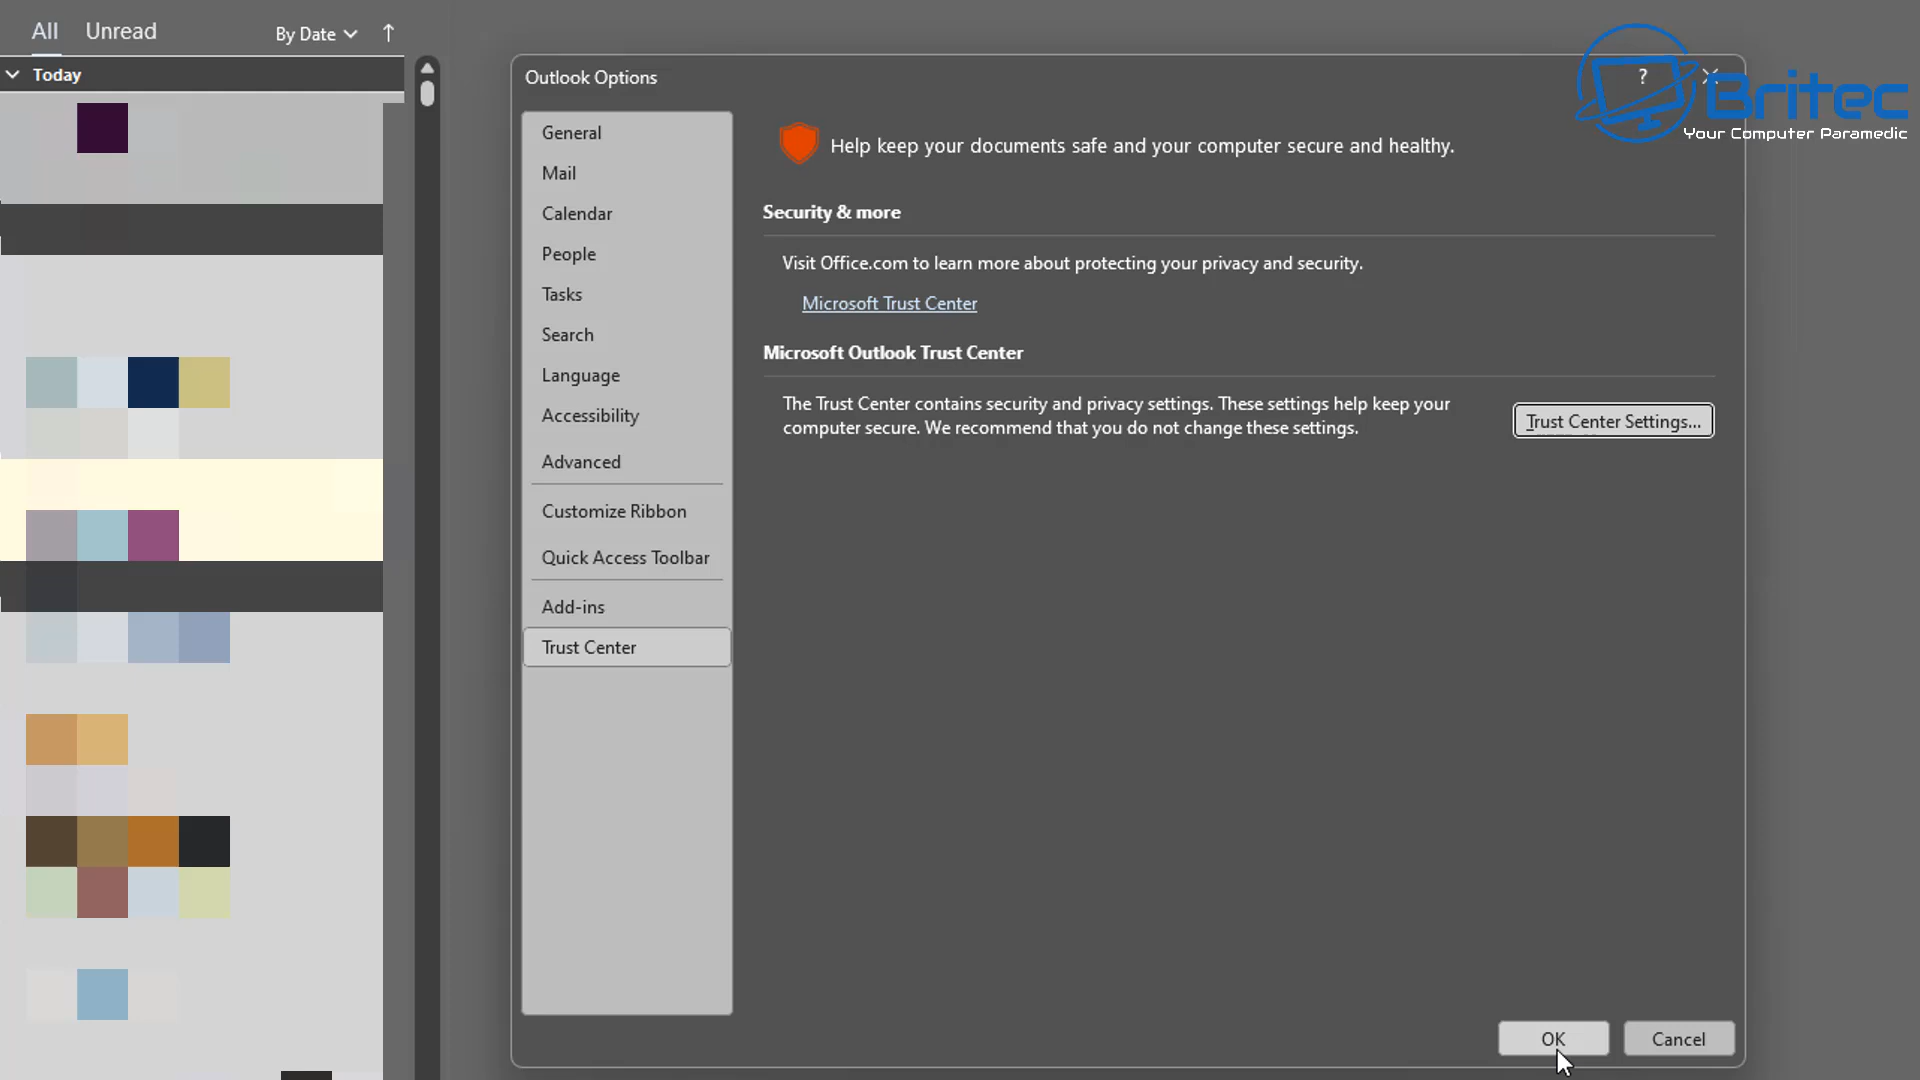 All
Unread
By Date
Today
Outlook Options
?
Britec
Your Computer Paramedic
General
Mail
Calendar
People
Tasks
Search
Language
Accessibility
Advanced
Customize Ribbon
Quick Access Toolbar
Add-ins
Trust Center
Help keep your documents safe and your computer secure and healthy.
Security & more
Visit Office.com to learn more about protecting your privacy and security.
Microsoft Trust Center
Microsoft Outlook Trust Center
The Trust Center contains security and privacy settings. These settings help keep your
computer secure. We recommend that you do not change these settings.
Trust Center Settings...
OK
Cancel